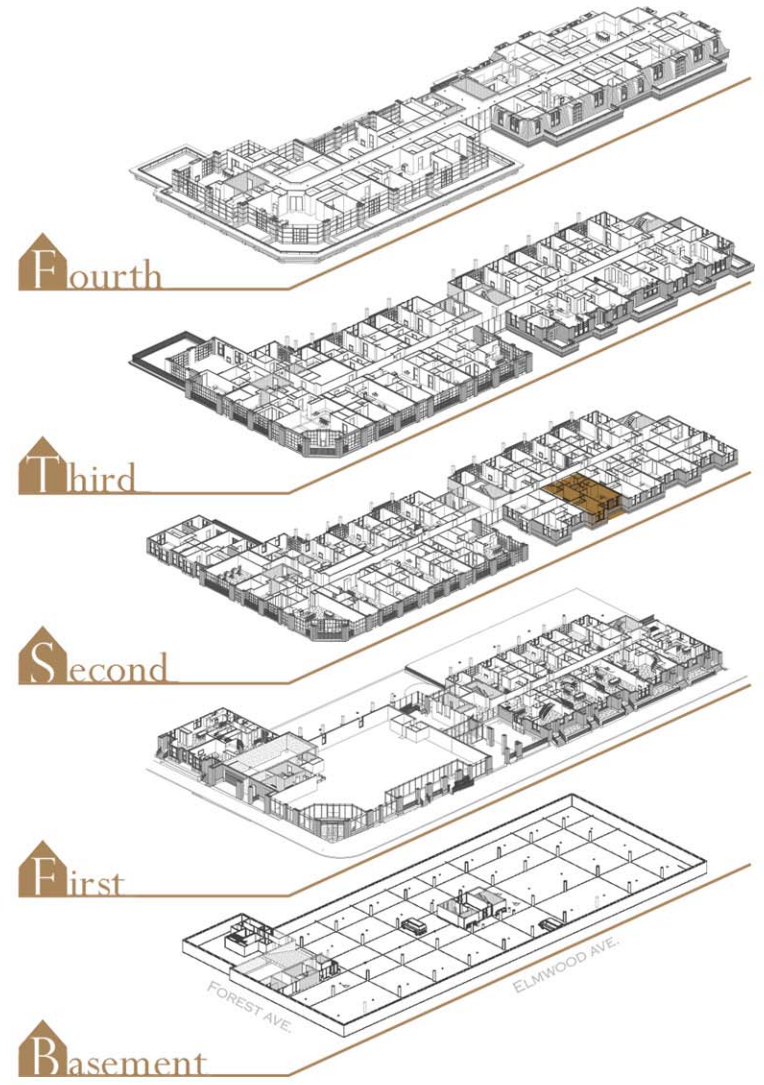 Fourth
Third
Second
First
FOREST AVE.
ELMWOOD AVE.
Basement